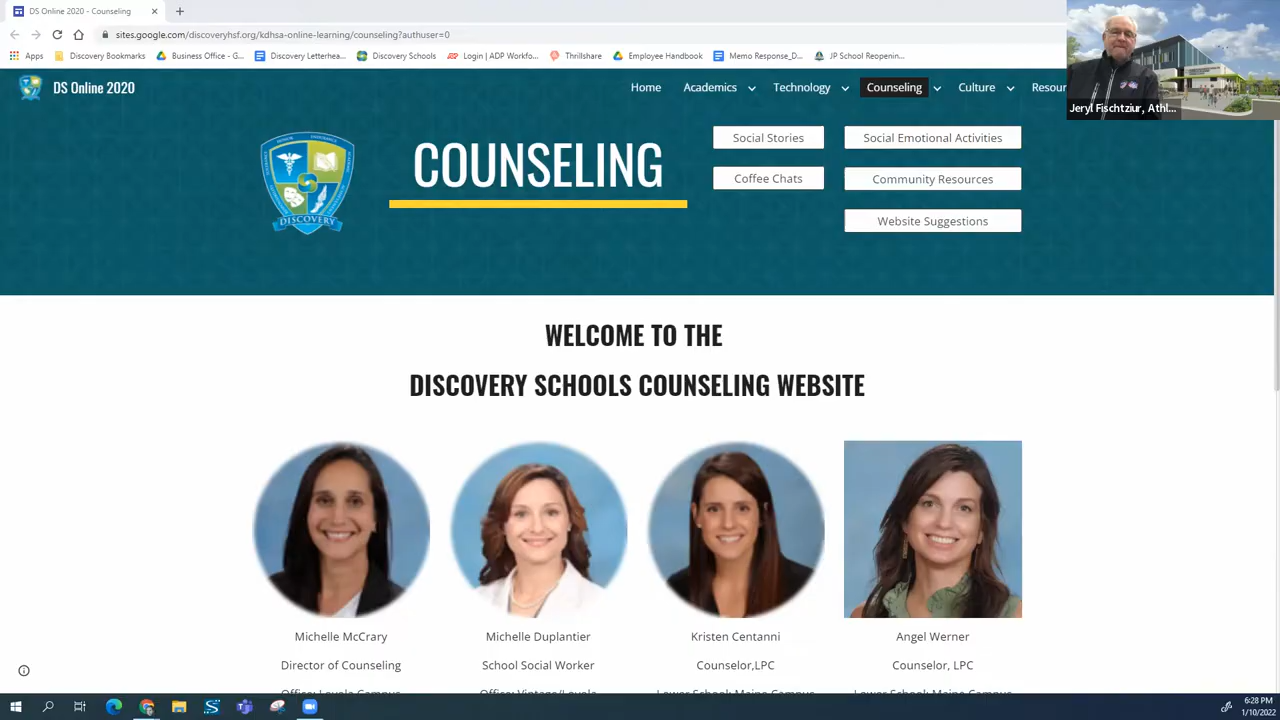 DS Online 2020 - Counseling
sites.google.com/discoveryhsf.org/kdhsa-online-learning/counseling?authuser=0
Apps
Discovery Bookmarks
Business Office - G...
Discovery Letterhea...
Discovery Schools
Login | ADP Workfo...
Thrillshare
Employee Handbook
Memo Response_D...
JP School Reopenin...
DS Online 2020
Home
Academics
Technology
Counseling
Culture
Jeryl Fischtziur, Athl...
COUNSELING
Social Stories
Social Emotional Activities
Coffee Chats
Community Resources
Website Suggestions
DISCOVERY
WELCOME TO THE
DISCOVERY SCHOOLS COUNSELING WEBSITE
Michelle McCrary
Michelle Duplantier
Kristen Centanni
Angel Werner
Director of Counseling
School Social Worker
Counselor,LPC
Counselor, LPC
6:28 PM
1/10/2022